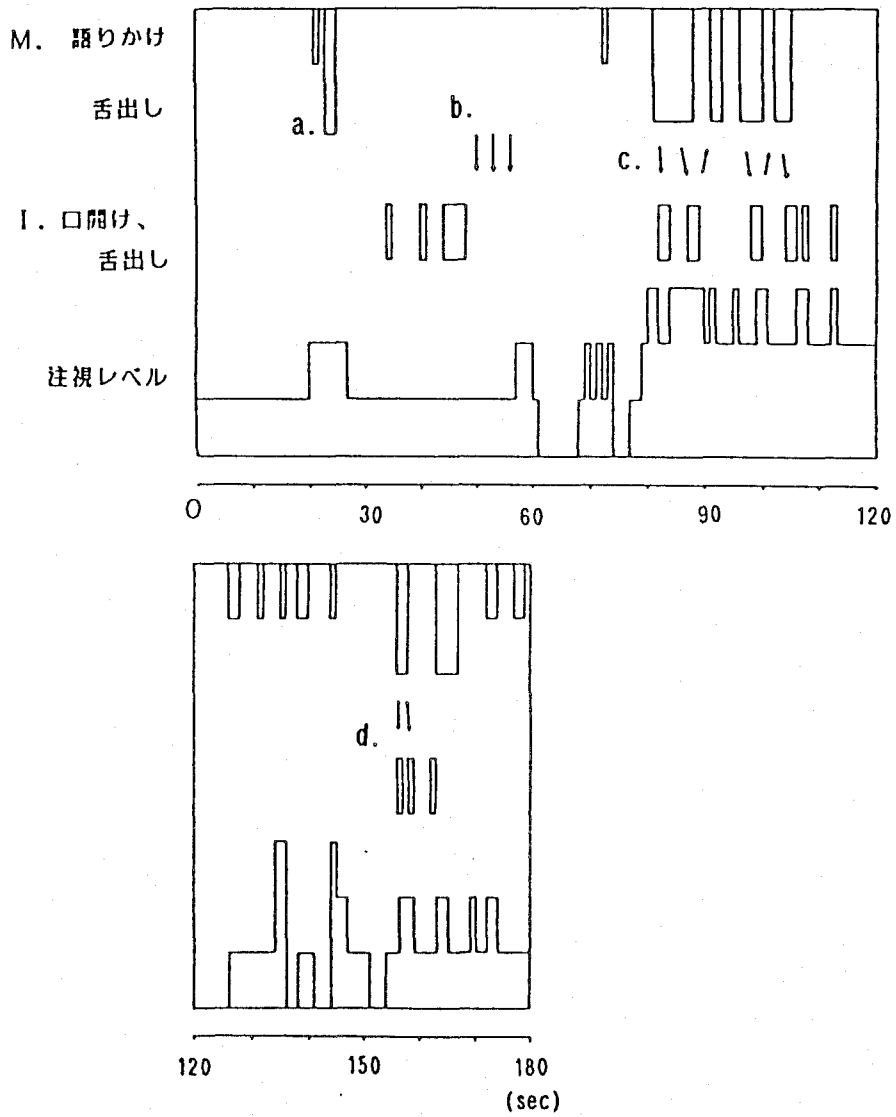 M. 語りかけ
舌出し
a.
b.
c.
I. 口開け、
舌出し
注視レベル
0 30 60 90 120
d.
120 150 180
(sec)